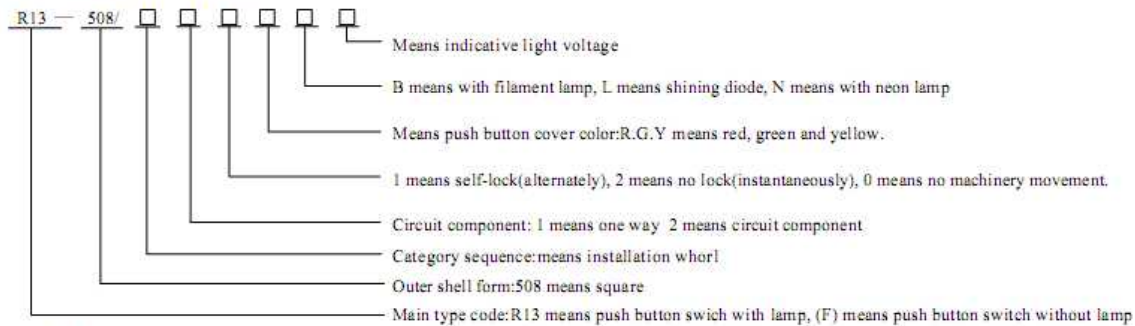 R13 — 508/ □ □ □ □ □ □
Means indicative light voltage
B means with filament lamp, L means shining diode, N means with neon lamp
Means push button cover color:R.G.Y means red, green and yellow.
1 means self-lock(alternately), 2 means no lock(instantaneously), 0 means no machinery movement.
Circuit component: 1 means one way 2 means circuit component
Category sequence:means installation whorl
Outer shell form:508 means square
Main type code:R13 means push button swich with lamp, (F) means push button switch without lamp